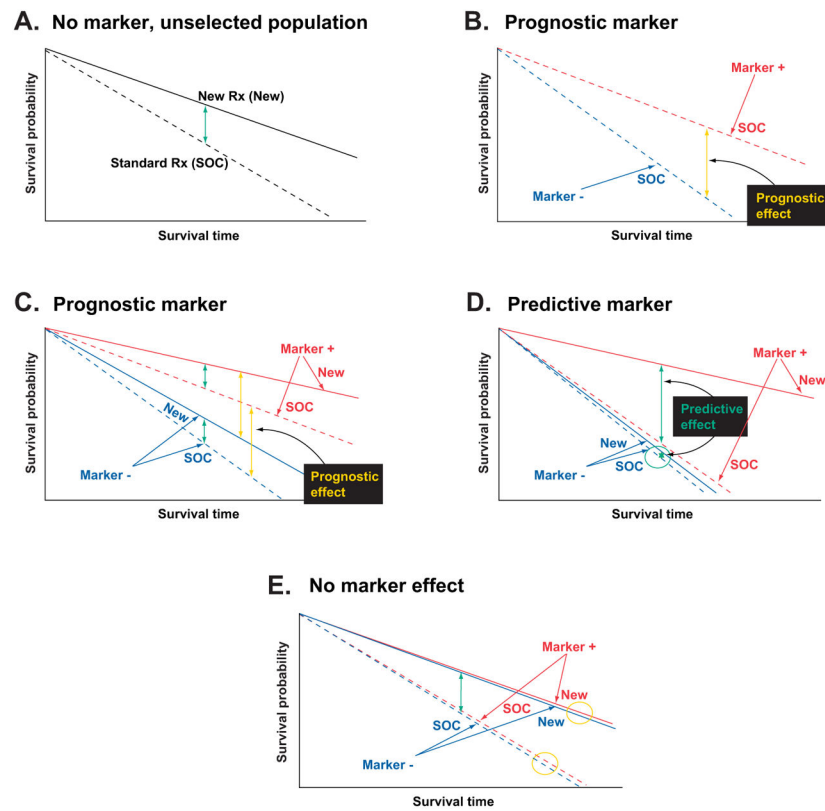 A. No marker, unselected population
Survival probability
New Rx (New)
Standard Rx (SOC)
Survival time
B. Prognostic marker
Survival probability
Marker +
SOC
SOC
Marker -
Prognostic
effect
Survival time
C. Prognostic marker
Survival probability
Marker +
New
SOC
New
SOC
Marker -
Prognostic
effect
Survival time
D. Predictive marker
Survival probability
Marker +
New
Predictive
effect
New
SOC
Marker -
SOC
Survival time
E. No marker effect
Survival probability
Marker +
New
SOC
SOC
New
Marker -
Survival time